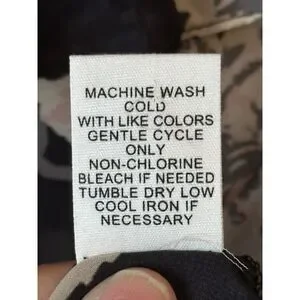 MACHINE WASH
COLD
WITH LIKE COLORS
GENTLE CYCLE
ONLY
NON-CHLORINE
BLEACH IF NEEDED
TUMBLE DRY LOW
COOL IRON IF
NECESSARY